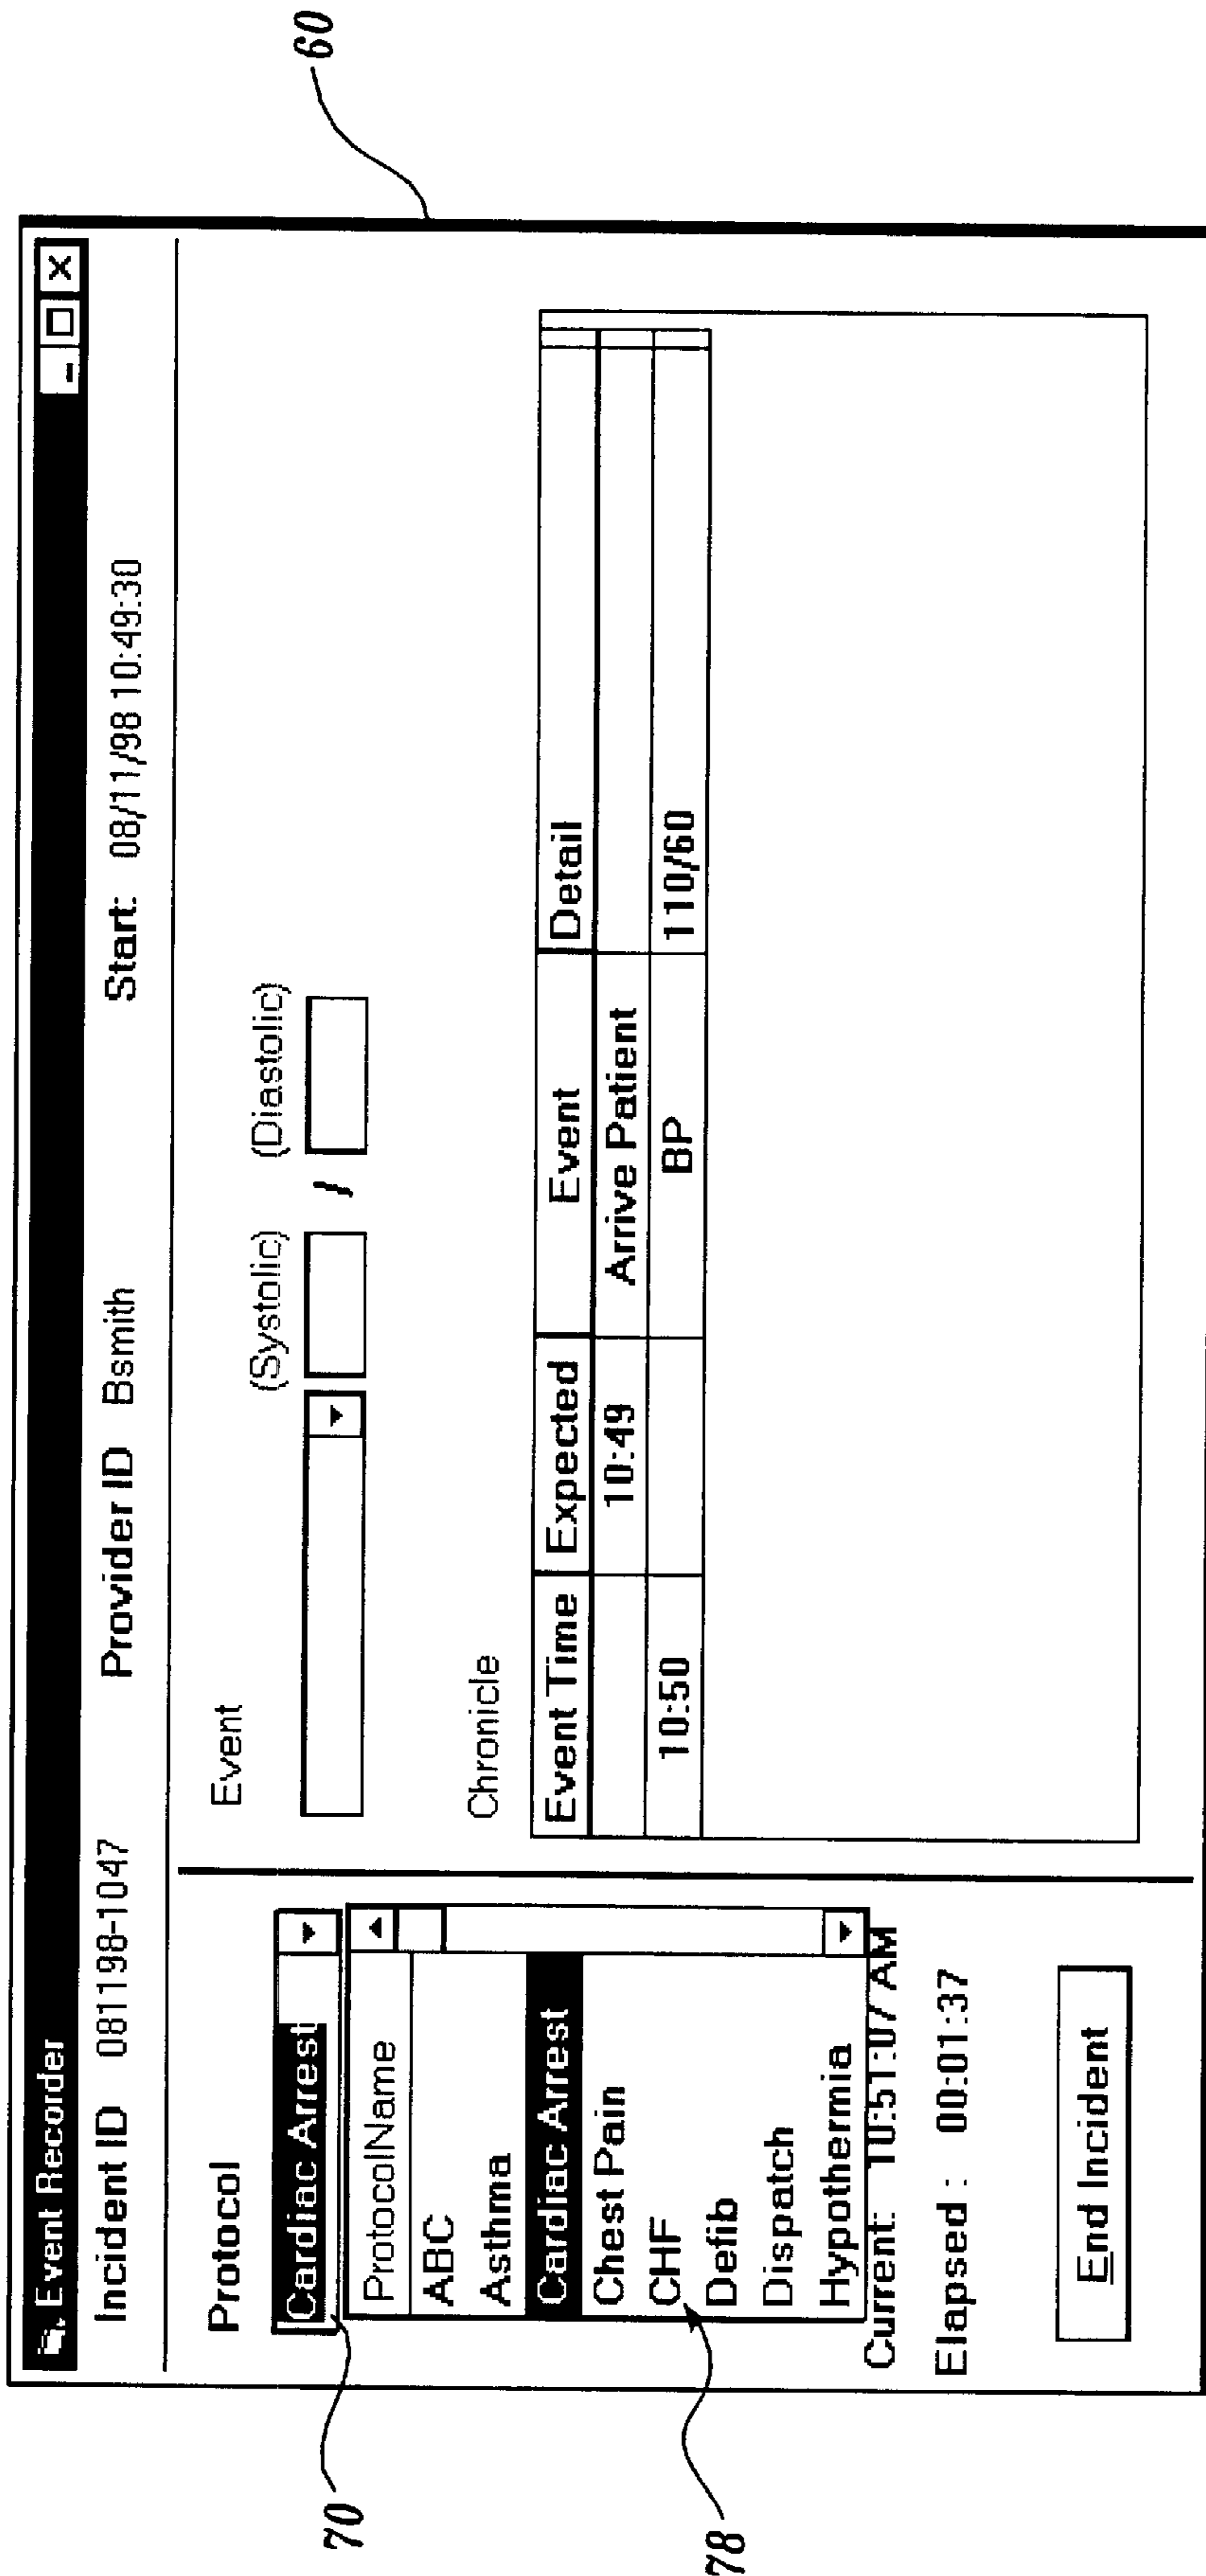 60
Event Recorder
Incident ID 081198-1047 Provider ID Bsmith Start: 08/11/98 10:49:30
Protocol
Cardiac Arrest
ProtocolName
ABC
Asthma
Cardiac Arrest
Chest Pain
CHF
Defib
Dispatch
Hypothermia
Current: 10:51:07 AM
Elapsed: 00:01:37
End Incident
70
78
Event
(Systolic) / (Diastolic)
Chronicle
Event Time Expected Event Detail
10:49 Arrive Patient
10:50 BP 110/60